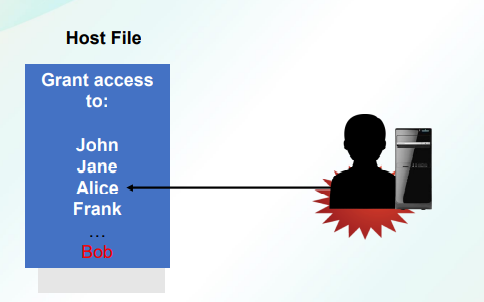 Host File
Grant access
to:
John
Jane
Alice
Frank
...
Bob